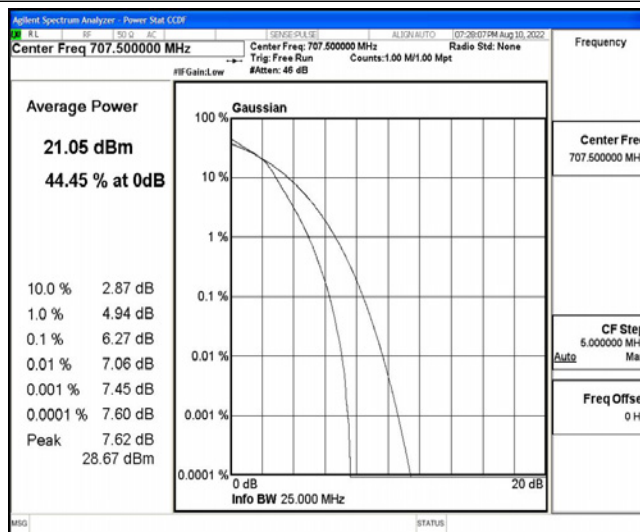 Agilent Spectrum Analyzer - Power Stat CCDF
RL RF 50 Ω AC SENSE:PULSE ALIGN AUTO 07:28:07 PM Aug 10, 2022
Center Freq 707.500000 MHz
Center Freq: 707.500000 MHz Radio Std: None
Trig: Free Run Counts:1.00 M/1.00 Mpt
#IFGain:Low #Atten: 46 dB
Average Power
21.05 dBm
44.45 % at 0dB
10.0 % 2.87 dB
1.0 % 4.94 dB
0.1 % 6.27 dB
0.01 % 7.06 dB
0.001 % 7.45 dB
0.0001 % 7.60 dB
Peak 7.62 dB
28.67 dBm
Gaussian
100 %
10 %
1 %
0.1 %
0.01 %
0.001 %
0.0001 %
0 dB 20 dB
Info BW 25.000 MHz
Frequency
Center Fre
707.500000 MH
CF Ste
5.000000 MH
Auto Ma
Freq Offse
0 H
MSG STATUS